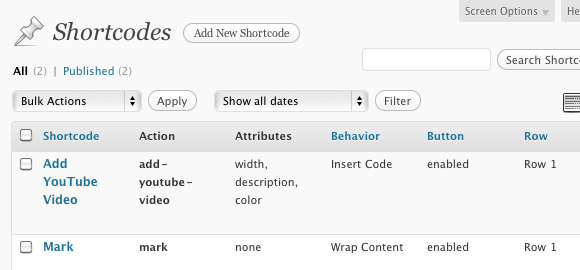 Screen Options
He
Shortcodes
Add New Shortcode
All (2) | Published (2)
Search Shortc
Bulk Actions
Apply
Show all dates
Filter
Shortcode Action Attributes Behavior Button Row
Add add- width, Insert Code enabled Row 1
YouTube youtube- description,
Video video color
Mark mark none Wrap Content enabled Row 1